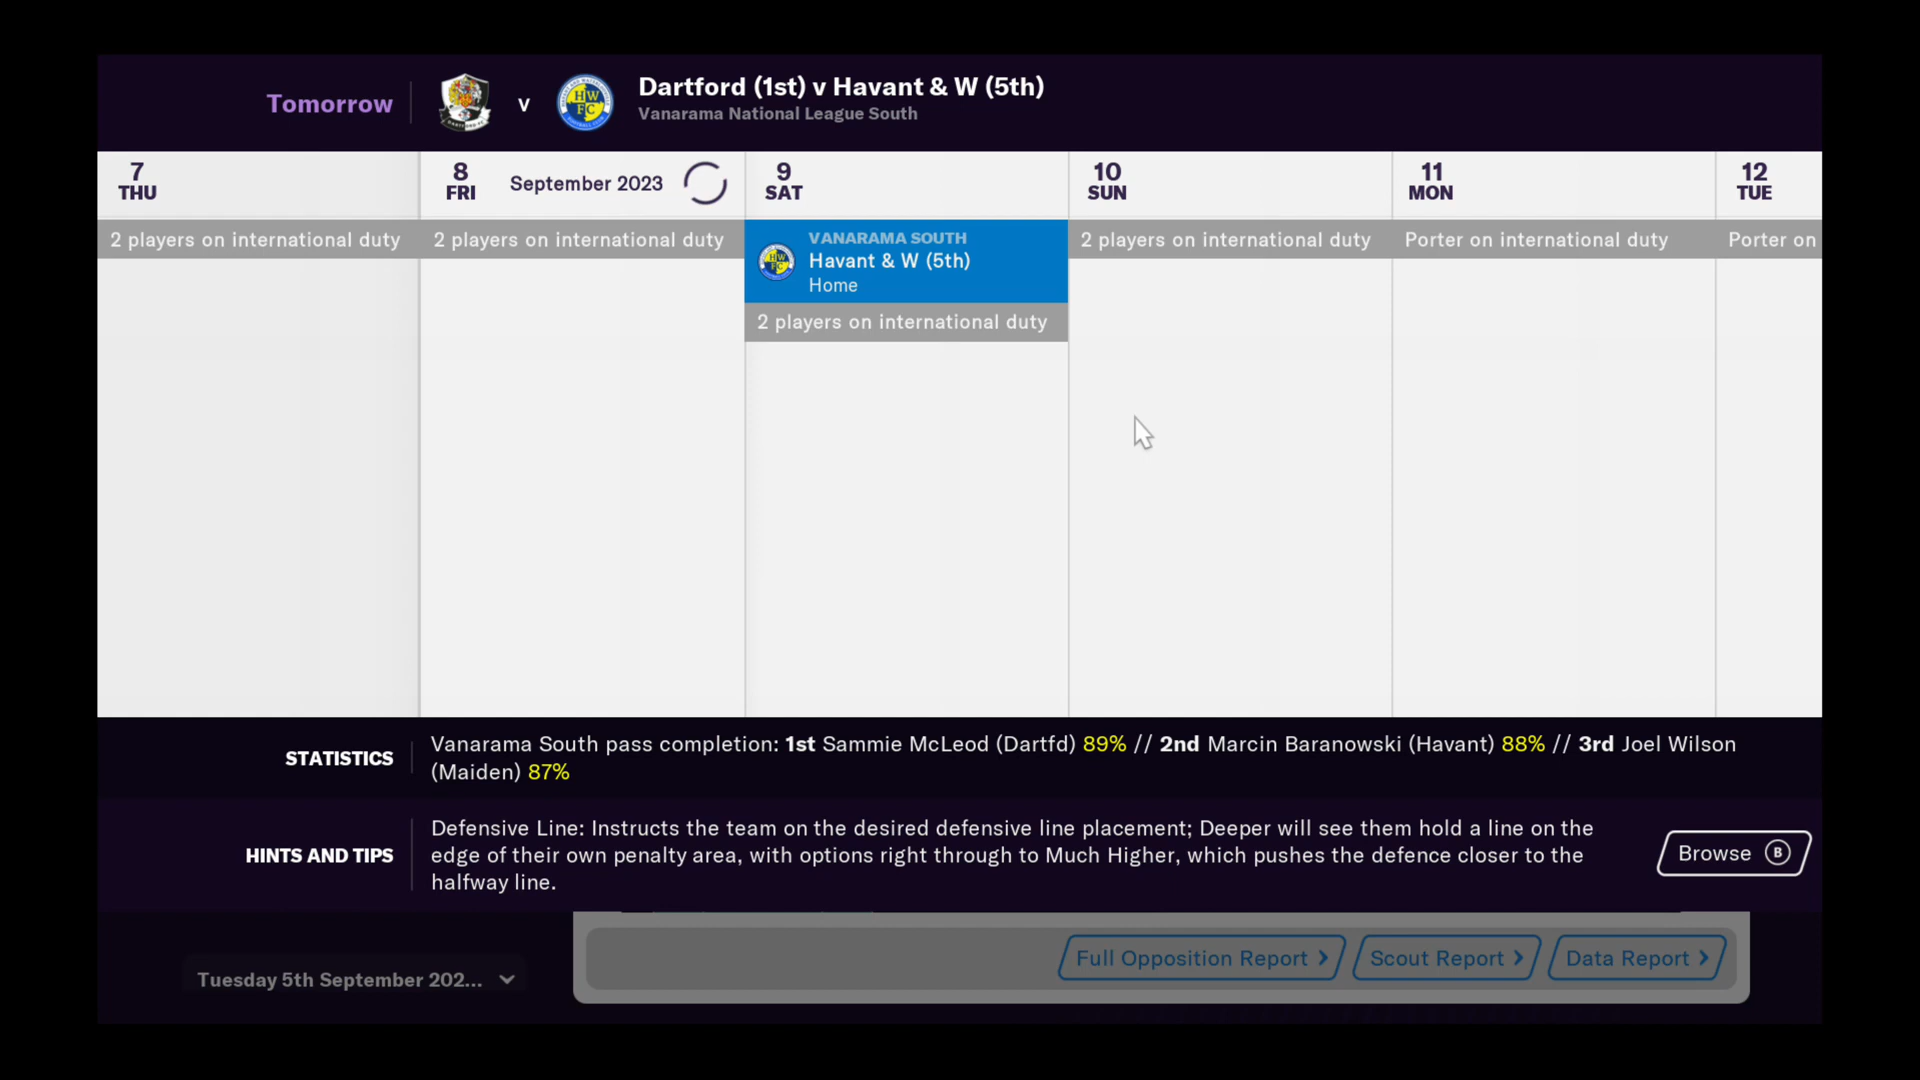 Tomorrow
v
Dartford (1st) v Havant & W (5th)
Vanarama National League South
7
THU
8
FRI
September 2023
9
SAT
10
SUN
11
MON
12
TUE
2 players on international duty
2 players on international duty
VANARAMA SOUTH
Havant & W (5th)
Home
2 players on international duty
2 players on international duty
Porter on international duty
Porter on
STATISTICS
Vanarama South pass completion: 1st Sammie McLeod (Dartfd) 89% // 2nd Marcin Baranowski (Havant) 88% // 3rd Joel Wilson
(Maiden) 87%
HINTS AND TIPS
Defensive Line: Instructs the team on the desired defensive line placement; Deeper will see them hold a line on the
edge of their own penalty area, with options right through to Much Higher, which pushes the defence closer to the
halfway line.
Browse B
Tuesday 5th September 202...
Full Opposition Report
Scout Report
Data Report